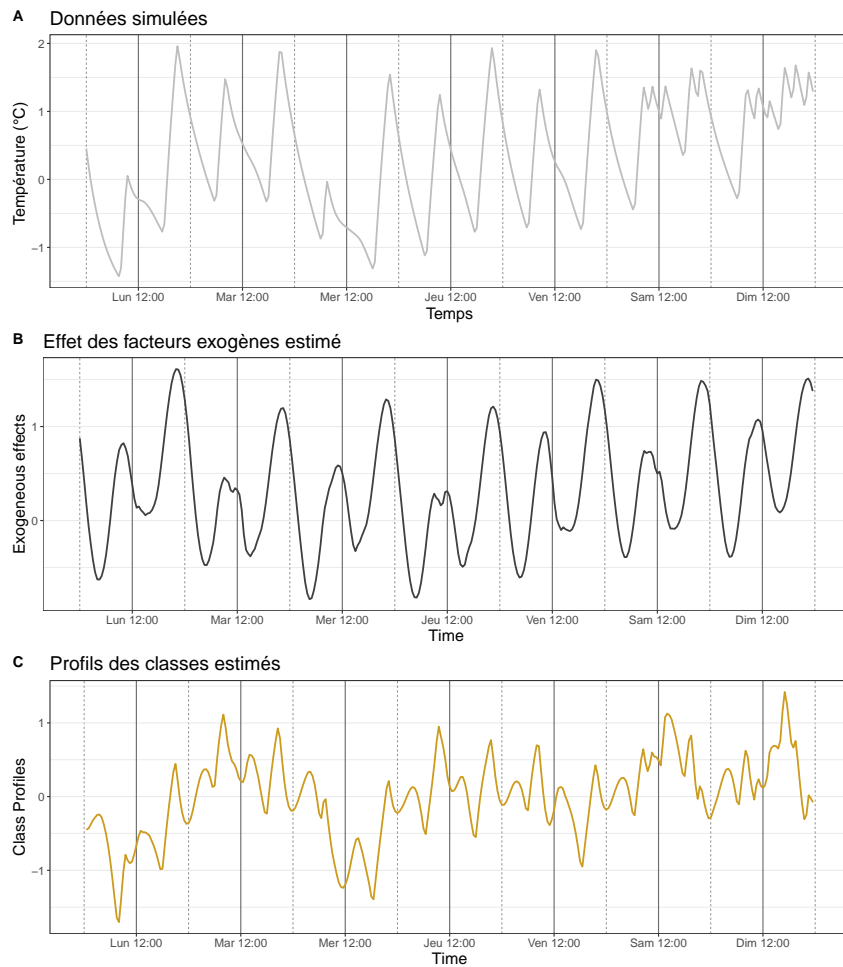 A Données simulées
2
1
0
−1
Température (°C)
Lun 12:00 Mar 12:00 Mer 12:00 Jeu 12:00 Ven 12:00 Sam 12:00 Dim 12:00
Temps
B Effet des facteurs exogènes estimé
1
0
Exogeneous effects
Lun 12:00 Mar 12:00 Mer 12:00 Jeu 12:00 Ven 12:00 Sam 12:00 Dim 12:00
Time
C Profils des classes estimés
1
0
−1
Class Profiles
Lun 12:00 Mar 12:00 Mer 12:00 Jeu 12:00 Ven 12:00 Sam 12:00 Dim 12:00
Time